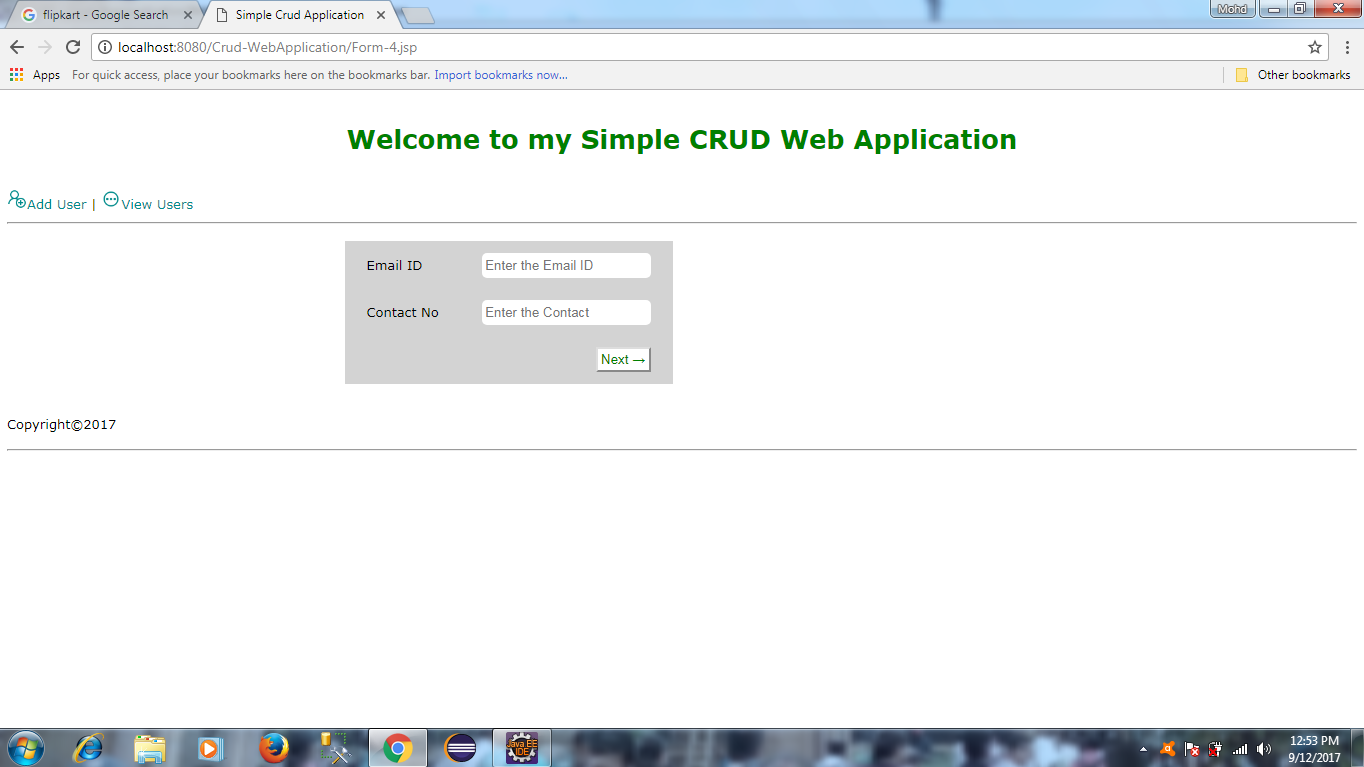 flipkart - Google Search
Simple Crud Application
Mohd
localhost:8080/Crud-WebApplication/Form-4.jsp
Apps For quick access, place your bookmarks here on the bookmarks bar. Import bookmarks now... Other bookmarks
Welcome to my Simple CRUD Web Application
Add User | View Users
Email ID Enter the Email ID
Contact No Enter the Contact
Next →
Copyright©2017
Java EE
IDE
12:53 PM
9/12/2017